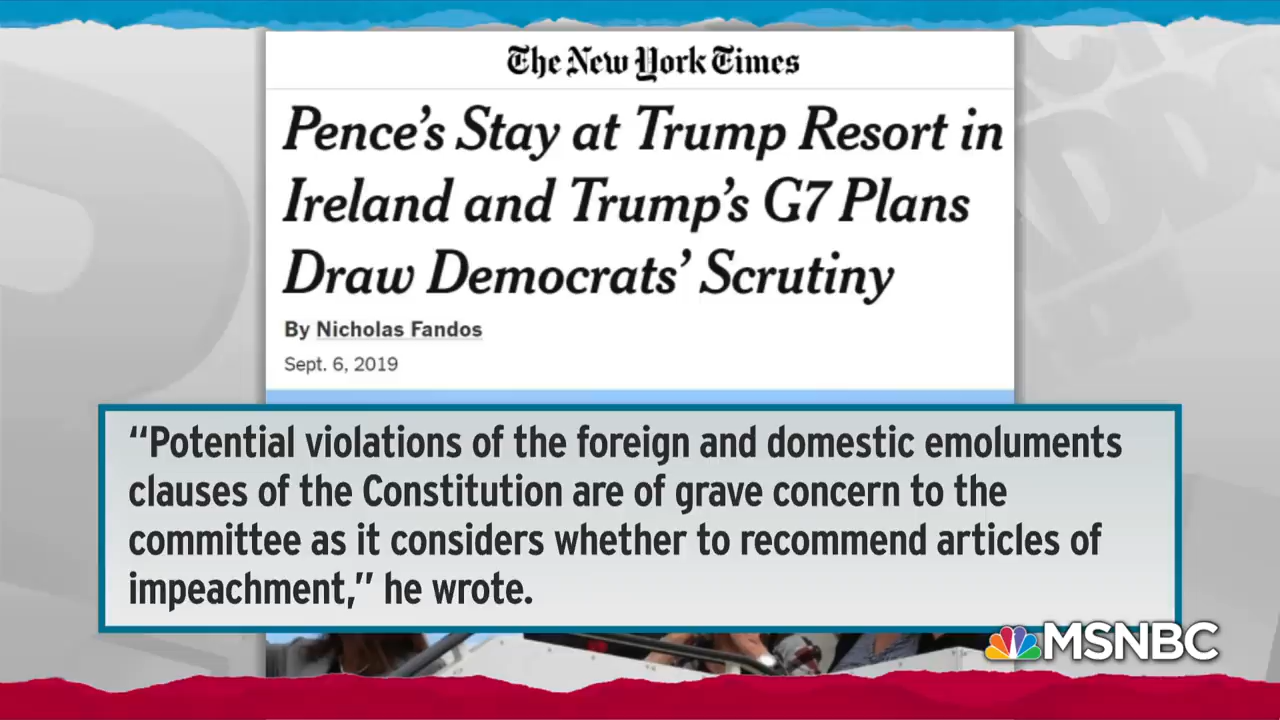 The New York Times
Pence's Stay at Trump Resort in
Ireland and Trump's G7 Plans
Draw Democrats' Scrutiny
By Nicholas Fandos
Sept. 6, 2019
“Potential violations of the foreign and domestic emoluments
clauses of the Constitution are of grave concern to the
committee as it considers whether to recommend articles of
impeachment,” he wrote.
MSNBC